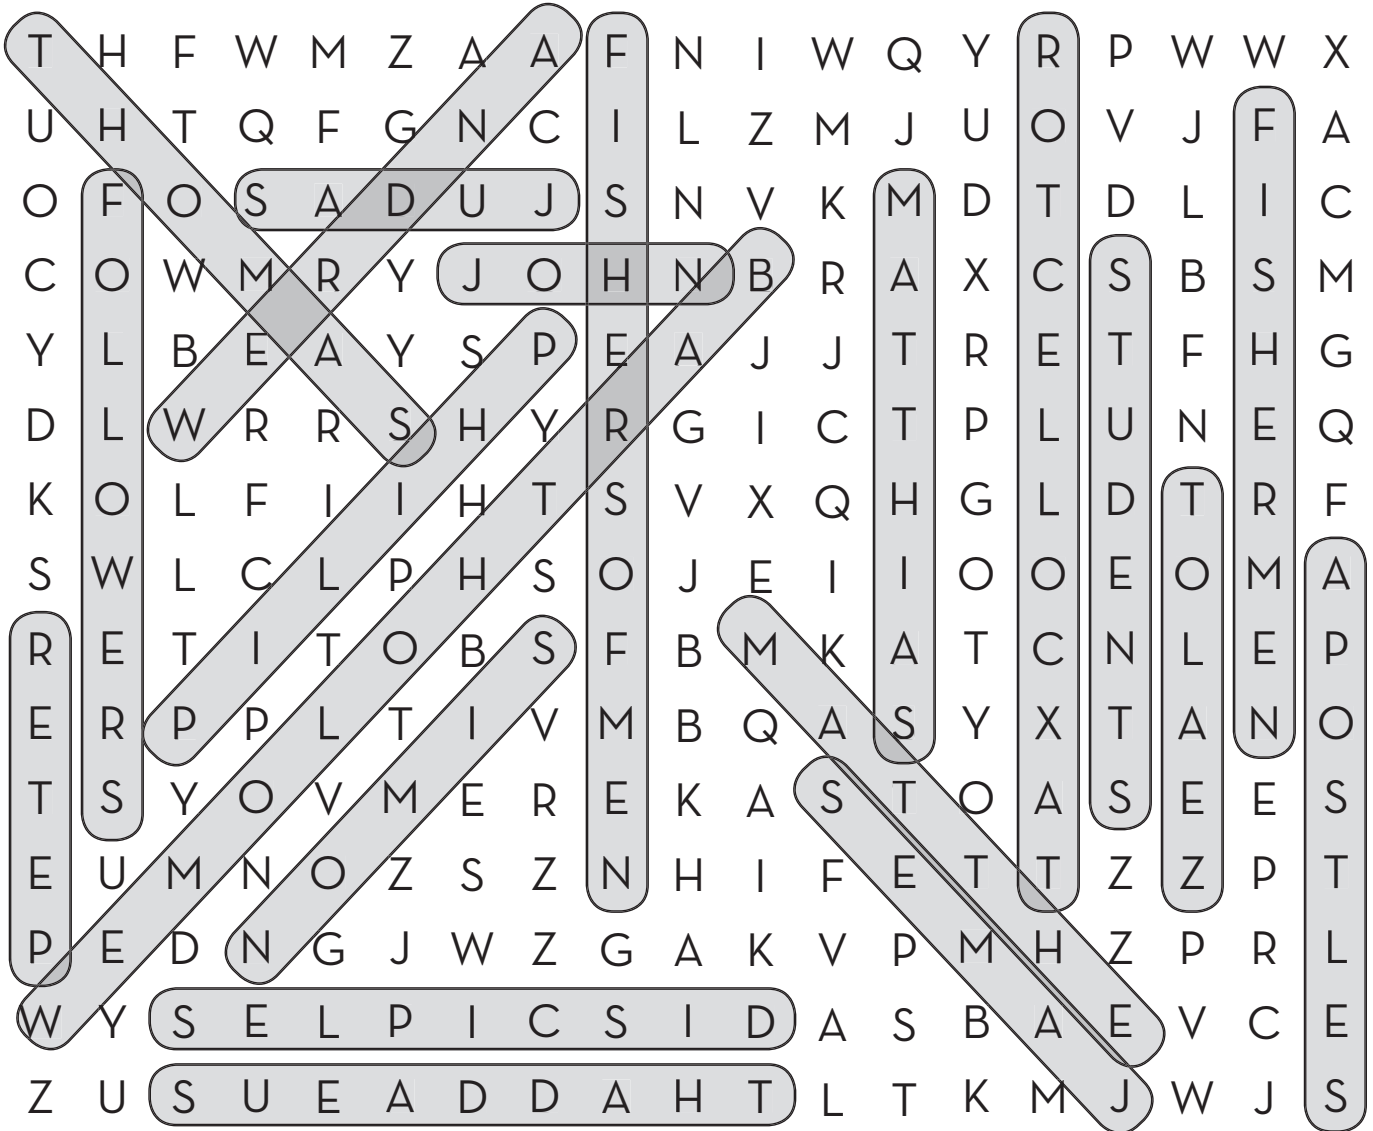 T H F W M Z A A F N I W Q Y R P W W X
U H T Q F G N C I L Z M J U O V J F A
O F O S A D U J S N V K M D T D L I C
C O W M R Y J O H N B R A X C S B S M
Y L B E A Y S P E A J J T R E T F H G
D L W R R S H Y R G I C T P L U N E Q
K O L F I I H T S V X Q H G L D T R F
S W L C L P H S O J E I I O O E O M A
R E T I T O B S F B M K A T C N L E P
E R P P L T I V M B Q A S Y X T A N O
T S Y O V M E R E K A S T O A S E E S
E U M N O Z S Z N H I F E T T Z Z P T
P E D N G J W Z G A K V P M H Z P R L
W Y S E L P I C S I D A S B A E V C E
Z U S U E A D D A H T L T K M J W J S